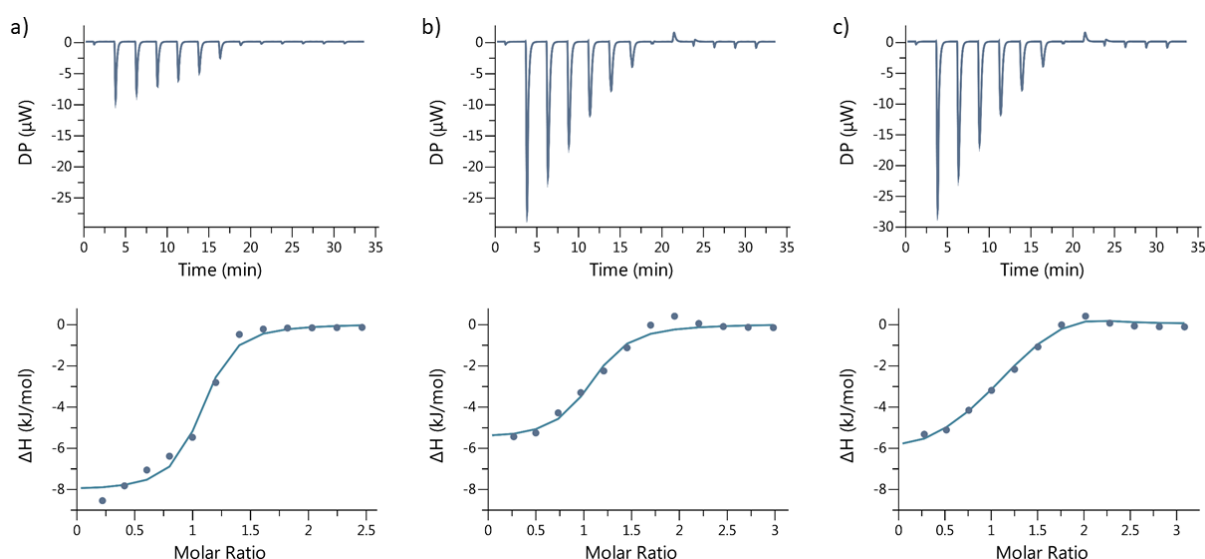 a)
0
-5
-10
-15
-20
-25
DP (µW)
0 5 10 15 20 25 30 35
Time (min)
b)
0
-5
-10
-15
-20
-25
DP (µW)
0 5 10 15 20 25 30 35
Time (min)
c)
0
-5
-10
-15
-20
-25
-30
DP (µW)
0 5 10 15 20 25 30 35
Time (min)
0
-2
-4
-6
-8
ΔH (kJ/mol)
0 0.5 1 1.5 2.0 2.5
Molar Ratio
0
-2
-4
-6
-8
ΔH (kJ/mol)
0 0.5 1.0 1.5 2.0 2.5 3
Molar Ratio
0
-2
-4
-6
-8
ΔH (kJ/mol)
0 0.5 1.0 1.5 2.0 2.5 3
Molar Ratio